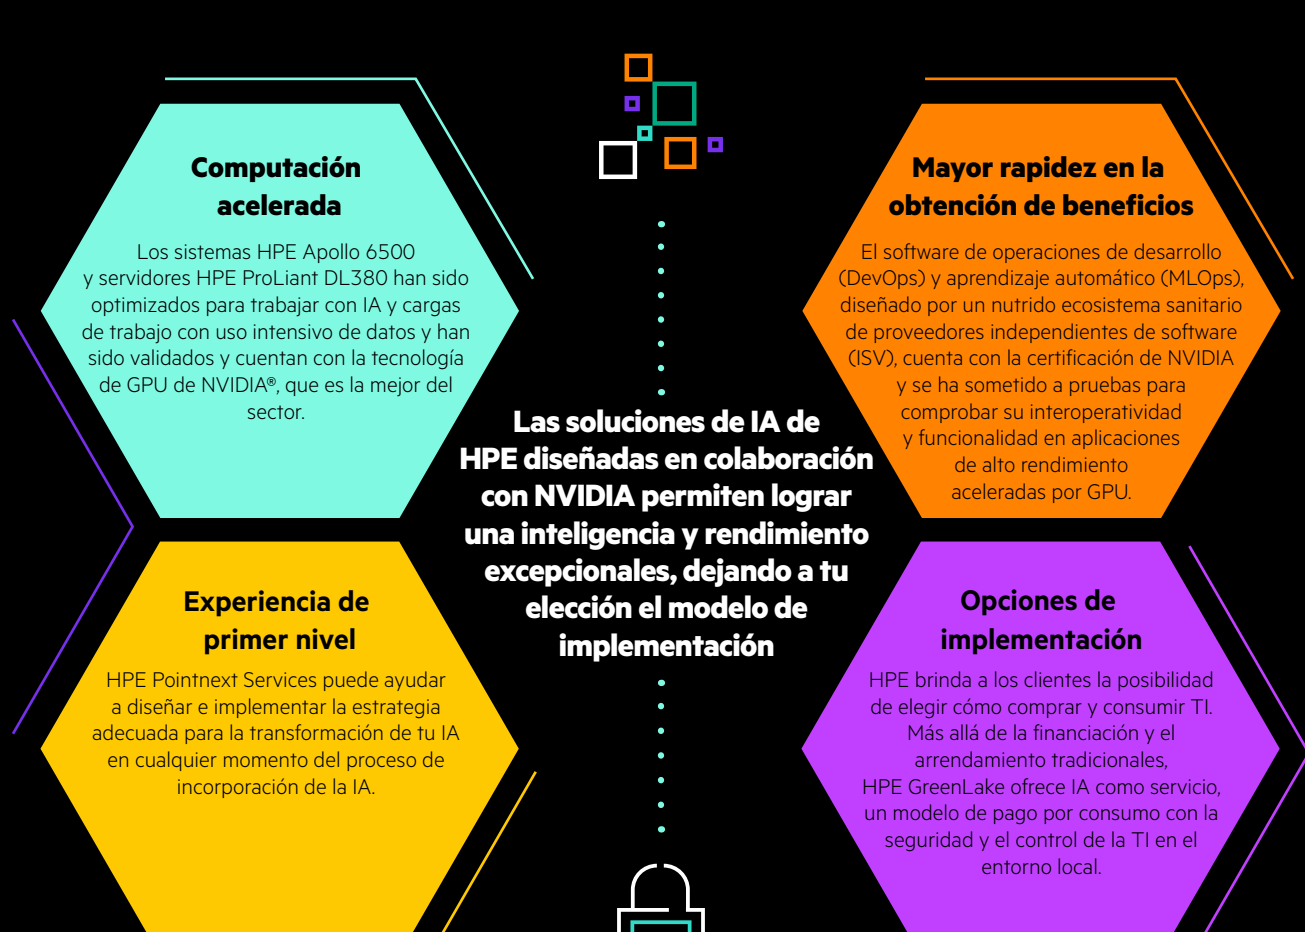 Computación
acelerada
Los sistemas HPE Apollo 6500
y servidores HPE ProLiant DL380 han sido
optimizados para trabajar con IA y cargas
de trabajo con uso intensivo de datos y han
sido validados y cuentan con la tecnología
de GPU de NVIDIA®, que es la mejor del
sector.
Mayor rapidez en la
obtención de beneficios
El software de operaciones de desarrollo
(DevOps) y aprendizaje automático (MLOps),
diseñado por un nutrido ecosistema sanitario
de proveedores independientes de software
(ISV), cuenta con la certificación de NVIDIA
y se ha sometido a pruebas para
comprobar su interoperatividad
y funcionalidad en aplicaciones
de alto rendimiento
aceleradas por GPU.
Las soluciones de IA de
HPE diseñadas en colaboración
con NVIDIA permiten lograr
una inteligencia y rendimiento
excepcionales, dejando a tu
elección el modelo de
implementación
Experiencia de
primer nivel
HPE Pointnext Services puede ayudar
a diseñar e implementar la estrategia
adecuada para la transformación de tu IA
en cualquier momento del proceso de
incorporación de la IA.
Opciones de
implementación
HPE brinda a los clientes la posibilidad
de elegir cómo comprar y consumir TI.
Más allá de la financiación y el
arrendamiento tradicionales,
HPE GreenLake ofrece IA como servicio,
un modelo de pago por consumo con la
seguridad y el control de la TI en el
entorno local.